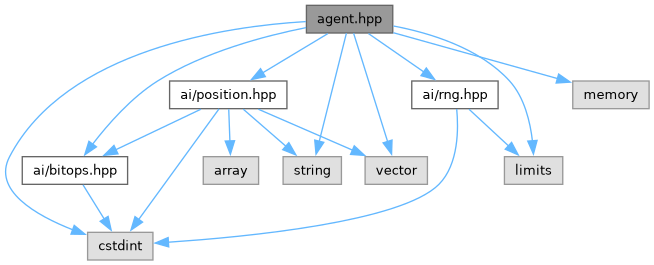 agent.hpp
ai/position.hpp
ai/rng.hpp
memory
ai/bitops.hpp
array
string
vector
limits
cstdint